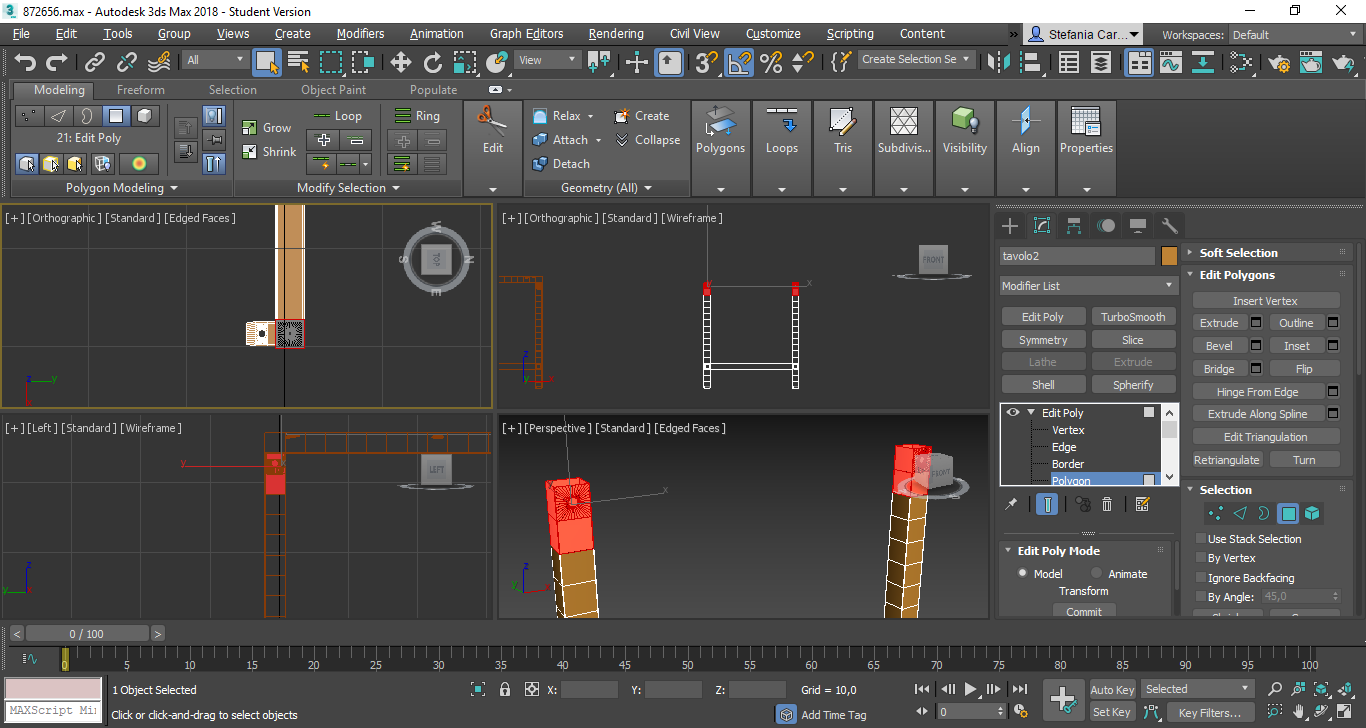 872656.max - Autodesk 3ds Max 2018 - Student Version
File Edit Tools Group Views Create Modifiers Animation Graph Editors Rendering Civil View Customize Scripting Content » Stefania Car... Workspaces: Default
All View Create Selection Se
Modeling Freeform Selection Object Paint Populate
21: Edit Poly
Polygon Modeling
Grow
Shrink
Loop
Ring
Modify Selection
Edit
Relax Create
Attach Collapse
Detach
Geometry (All)
Polygons Loops Tris Subdivis... Visibility Align Properties
[+] [Orthographic] [Standard] [Edged Faces]
W
S TOP N
E
z y
[+] [Orthographic] [Standard] [Wireframe]
FRONT
x
z
[+] [Left] [Standard] [Wireframe]
LEFT
y
z
y
[+] [Perspective] [Standard] [Edged Faces]
FRONT
x
z
y
tavolo2
Modifier List
Edit Poly TurboSmooth
Symmetry Slice
Lathe Extrude
Shell Spherify
Edit Poly
Vertex
Edge
Border
Polygon
Edit Poly Mode
Model Animate
Transform
Commit
Soft Selection
Edit Polygons
Insert Vertex
Extrude Outline
Bevel Inset
Bridge Flip
Hinge From Edge
Extrude Along Spline
Edit Triangulation
Retriangulate Turn
Selection
Use Stack Selection
By Vertex
Ignore Backfacing
By Angle: 45,0
< 0 / 100 >
0 5 10 15 20 25 30 35 40 45 50 55 60 65 70 75 80 85 90 95 100
1 Object Selected X: Y: Z: Grid = 10,0 Auto Key Selected
MAXScript Mi
Click or click-and-drag to select objects Add Time Tag 0 Set Key Key Filters...